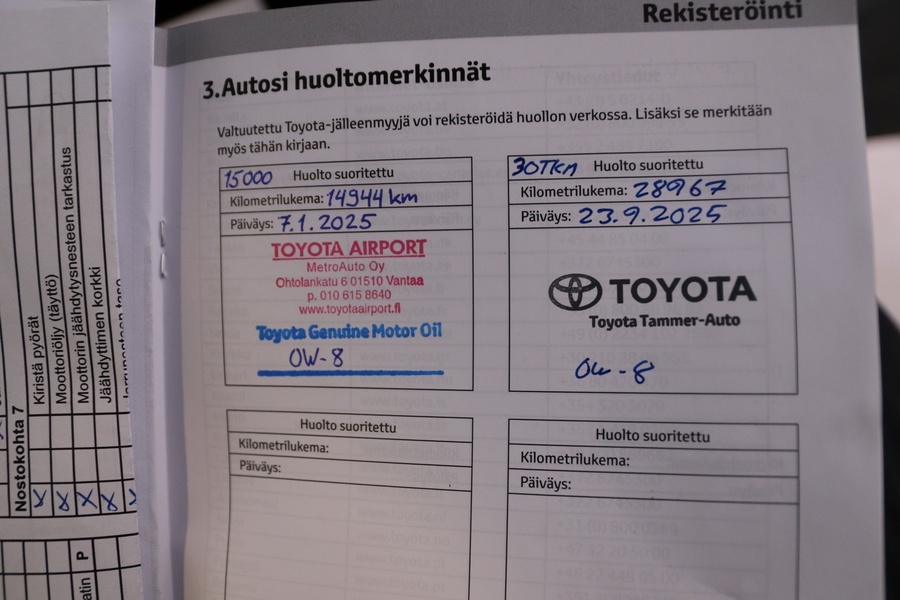 Rekisteröinti
3.Autosi huoltomerkinnät
Valtuutettu Toyota-jälleenmyyjä voi rekisteröidä huollon verkossa. Lisäksi se merkitään
myös tähän kirjaan.
15000 Huolto suoritettu
Kilometrilukema: 14944 km
Päiväys: 7.1.2025
TOYOTA AIRPORT
MetroAuto Oy
Ohtolankatu 6 01510 Vantaa
p. 010 615 8640
www.toyotaairport.fi
Toyota Genuine Motor Oil
0W-8
30TKM Huolto suoritettu
Kilometrilukema: 28967
Päiväys: 23.9.2025
TOYOTA
Toyota Tammer-Auto
0W-8
Huolto suoritettu
Kilometrilukema:
Päiväys:
Huolto suoritettu
Kilometrilukema:
Päiväys:
Nostokohta 7
Kiristä pyörät
Moottoriöljy (täyttö)
Moottorin jäähdytysnesteen tarkastus
Jäähdyttimen korkki
P